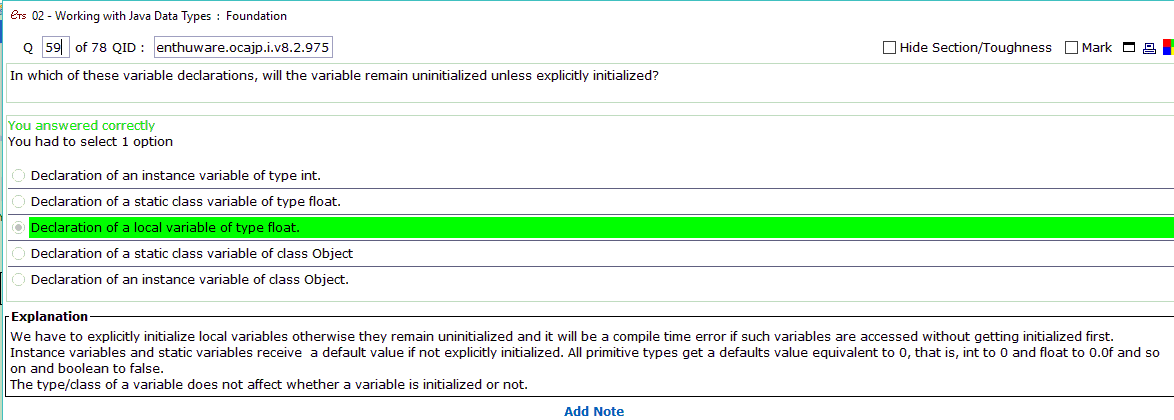 ets 02 - Working with Java Data Types : Foundation
Q 59 of 78 QID : enthuware.ocajp.i.v8.2.975 Hide Section/Toughness Mark
In which of these variable declarations, will the variable remain uninitialized unless explicitly initialized?
You answered correctly
You had to select 1 option
Declaration of an instance variable of type int.
Declaration of a static class variable of type float.
Declaration of a local variable of type float.
Declaration of a static class variable of class Object
Declaration of an instance variable of class Object.
Explanation
We have to explicitly initialize local variables otherwise they remain uninitialized and it will be a compile time error if such variables are accessed without getting initialized first.
Instance variables and static variables receive a default value if not explicitly initialized. All primitive types get a defaults value equivalent to 0, that is, int to 0 and float to 0.0f and so
on and boolean to false.
The type/class of a variable does not affect whether a variable is initialized or not.
Add Note